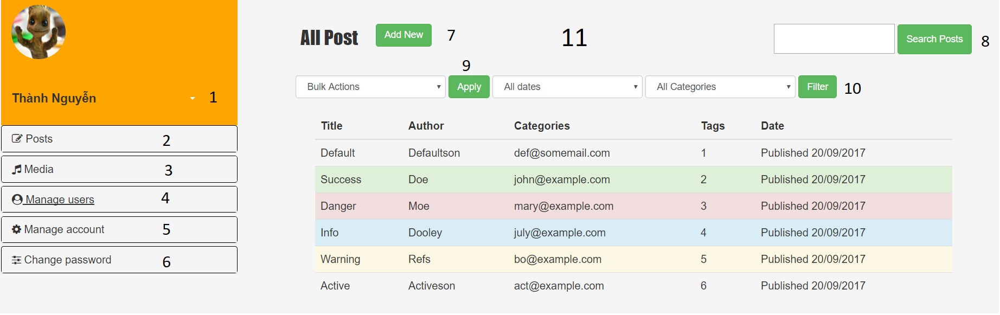 Thành Nguyễn 1
Posts 2
Media 3
Manage users 4
Manage account 5
Change password 6
All Post Add New 7 11 Search Posts 8
9
Bulk Actions Apply All dates All Categories Filter 10
Title Author Categories Tags Date
Default Defaultson def@somemail.com 1 Published 20/09/2017
Success Doe john@example.com 2 Published 20/09/2017
Danger Moe mary@example.com 3 Published 20/09/2017
Info Dooley july@example.com 4 Published 20/09/2017
Warning Refs bo@example.com 5 Published 20/09/2017
Active Activeson act@example.com 6 Published 20/09/2017